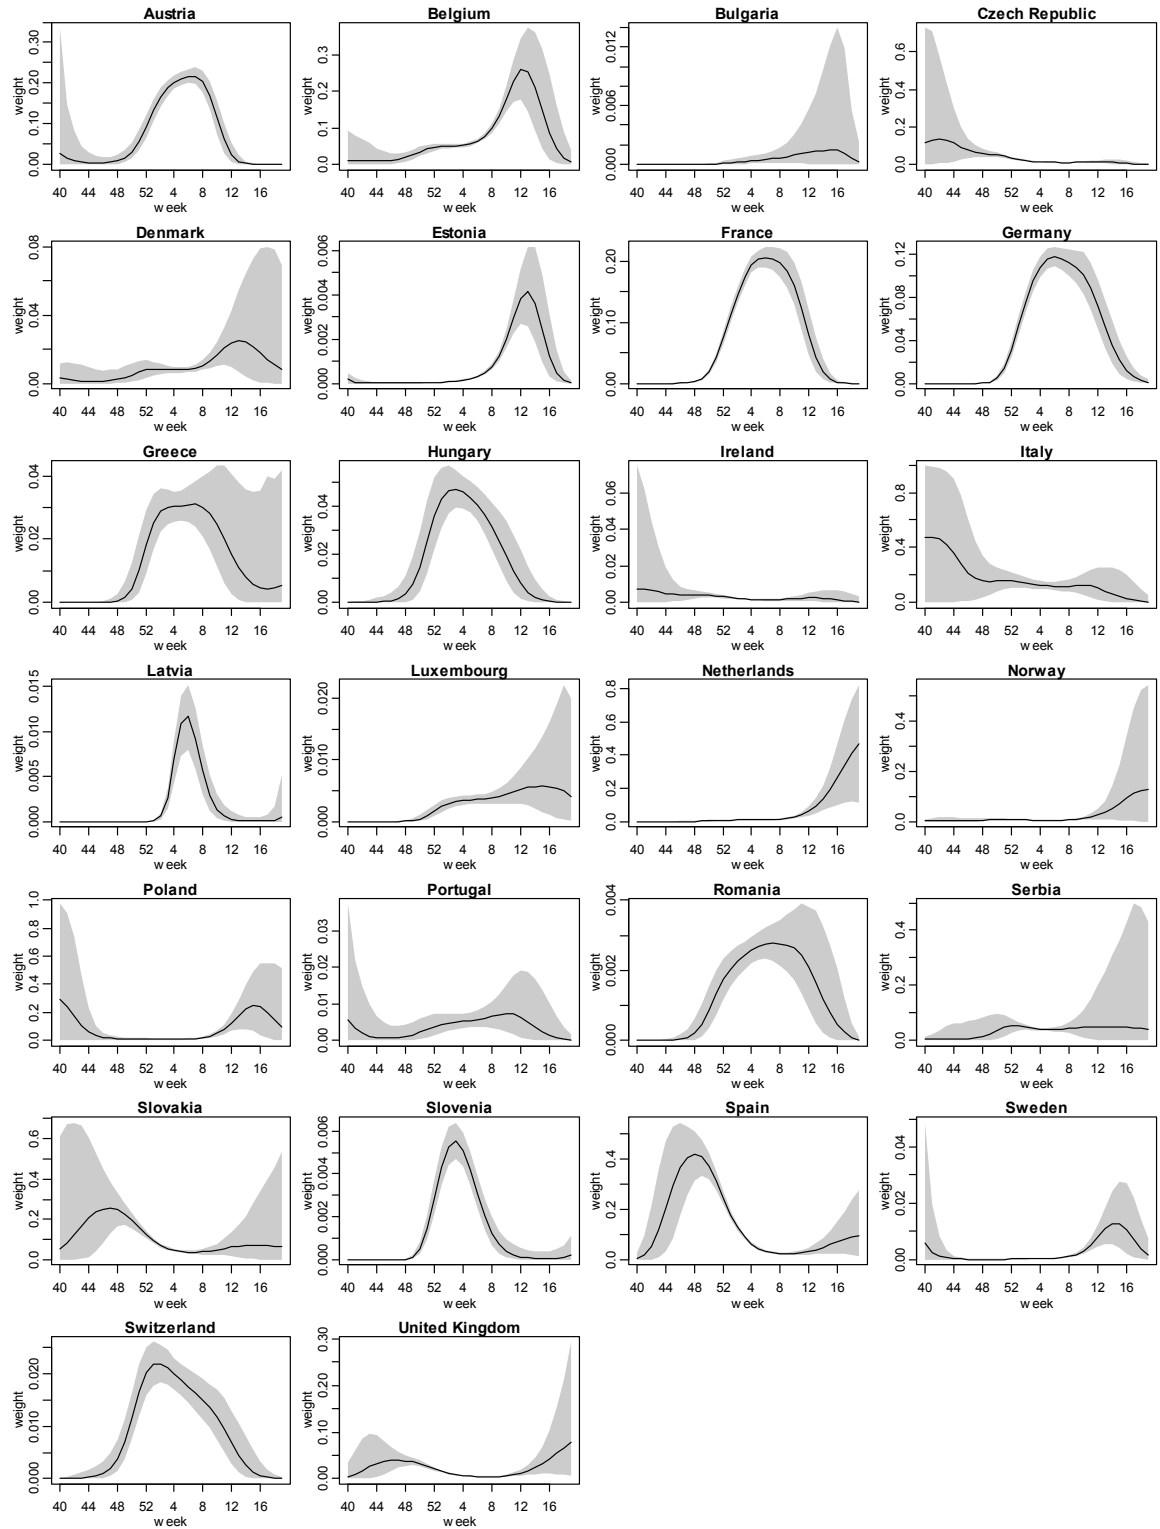 Austria
weight
0.00 0.10 0.20 0.30
40 44 48 52 4 8 12 16
week
Belgium
weight
0.0 0.1 0.2 0.3
40 44 48 52 4 8 12 16
week
Bulgaria
weight
0.000 0.006 0.012
40 44 48 52 4 8 12 16
week
Czech Republic
weight
0.0 0.2 0.4 0.6
40 44 48 52 4 8 12 16
week
Denmark
weight
0.00 0.04 0.08
40 44 48 52 4 8 12 16
week
Estonia
weight
0.000 0.002 0.004 0.006
40 44 48 52 4 8 12 16
week
France
weight
0.00 0.10 0.20
40 44 48 52 4 8 12 16
week
Germany
weight
0.00 0.04 0.08 0.12
40 44 48 52 4 8 12 16
week
Greece
weight
0.00 0.02 0.04
40 44 48 52 4 8 12 16
week
Hungary
weight
0.00 0.02 0.04
40 44 48 52 4 8 12 16
week
Ireland
weight
0.00 0.02 0.04 0.06
40 44 48 52 4 8 12 16
week
Italy
weight
0.0 0.4 0.8
40 44 48 52 4 8 12 16
week
Latvia
weight
0.000 0.005 0.010 0.015
40 44 48 52 4 8 12 16
week
Luxembourg
weight
0.000 0.010 0.020
40 44 48 52 4 8 12 16
week
Netherlands
weight
0.0 0.2 0.4 0.6 0.8
40 44 48 52 4 8 12 16
week
Norway
weight
0.0 0.2 0.4
40 44 48 52 4 8 12 16
week
Poland
weight
0.0 0.2 0.4 0.6 0.8 1.0
40 44 48 52 4 8 12 16
week
Portugal
weight
0.00 0.01 0.02 0.03
40 44 48 52 4 8 12 16
week
Romania
weight
0.000 0.002 0.004
40 44 48 52 4 8 12 16
week
Serbia
weight
0.0 0.2 0.4
40 44 48 52 4 8 12 16
week
Slovakia
weight
0.0 0.2 0.4 0.6
40 44 48 52 4 8 12 16
week
Slovenia
weight
0.000 0.002 0.004 0.006
40 44 48 52 4 8 12 16
week
Spain
weight
0.0 0.2 0.4
40 44 48 52 4 8 12 16
week
Sweden
weight
0.00 0.02 0.04
40 44 48 52 4 8 12 16
week
Switzerland
weight
0.000 0.010 0.020
40 44 48 52 4 8 12 16
week
United Kingdom
weight
0.00 0.10 0.20 0.30
40 44 48 52 4 8 12 16
week